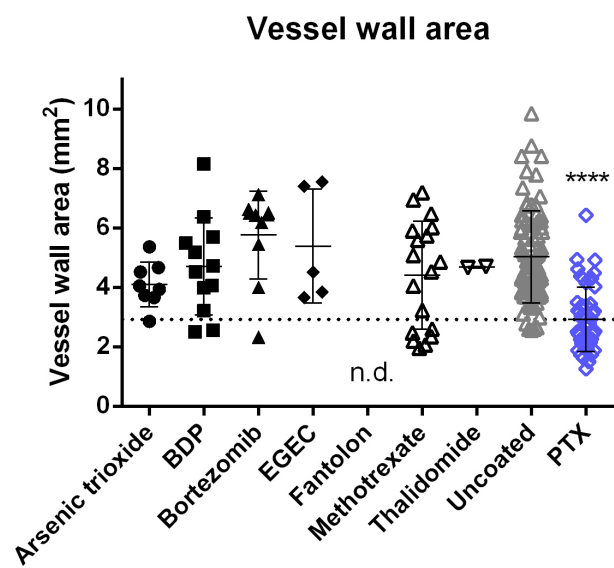 Vessel wall area
Vessel wall area (mm²)
10
8
6
4
2
0
****
n.d.
Arsenic trioxide
BDP
Bortezomib
EGEC
Fantolon
Methotrexate
Thalidomide
Uncoated
PTX